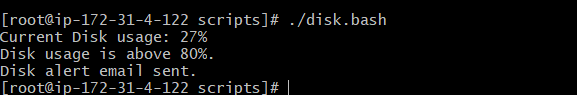 [root@ip-172-31-4-122 scripts]# ./disk.bash
Current Disk usage: 27%
Disk usage is above 80%.
Disk alert email sent.
[root@ip-172-31-4-122 scripts]#